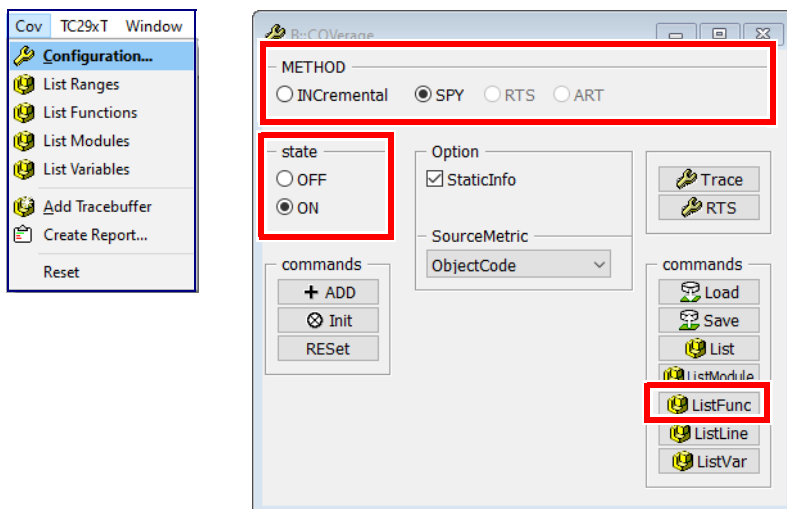 Cov TC29xT Window
Configuration...
List Ranges
List Functions
List Modules
List Variables
Add Tracebuffer
Create Report...
Reset
B::COVerage
METHOD
INCremental SPY RTS ART
state
OFF
ON
Option
StaticInfo
SourceMetric
ObjectCode
Trace
RTS
commands
ADD
Init
RESet
commands
Load
Save
List
ListModule
ListFunc
ListLine
ListVar